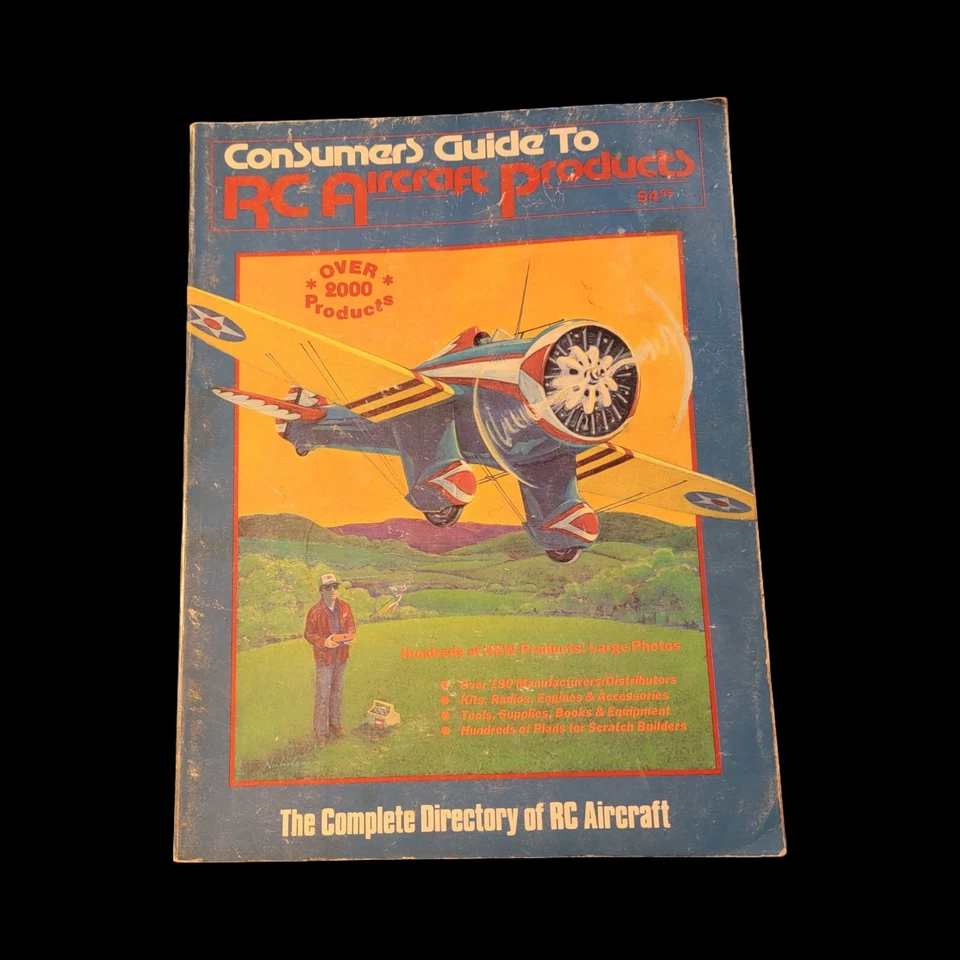 Consumers Guide To
RC Aircraft Products
$4.95
* OVER *
2000
Products
Hundreds of NEW Products! Large Photos
Over 190 Manufacturers/Distributors
Kits, Radios, Engines & Accessories
Tools, Supplies, Books & Equipment
Hundreds of Plans for Scratch Builders
The Complete Directory of RC Aircraft